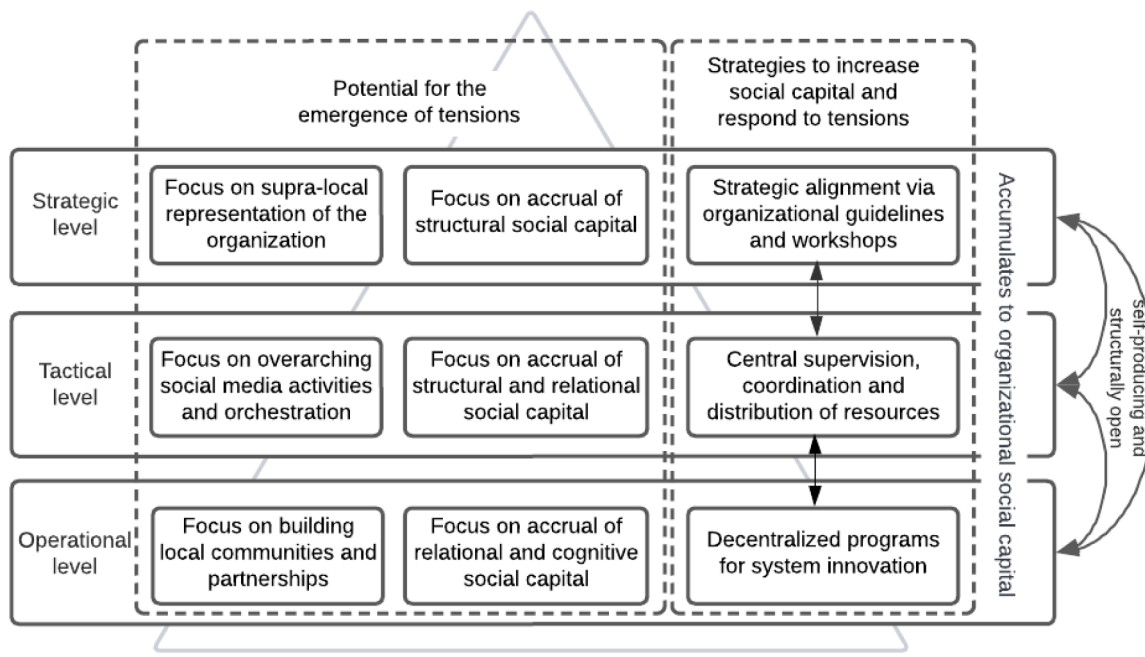 Potential for the
emergence of tensions
Strategies to increase
social capital and
respond to tensions
Strategic
level
Focus on supra-local
representation of the
organization
Focus on accrual of
structural social capital
Strategic alignment via
organizational guidelines
and workshops
Tactical
level
Focus on overarching
social media activities
and orchestration
Focus on accrual of
structural and relational
social capital
Central supervision,
coordination and
distribution of resources
Operational
level
Focus on building
local communities and
partnerships
Focus on accrual of
relational and cognitive
social capital
Decentralized programs
for system innovation
Accumulates to organizational social capital
self-producing and
structurally open